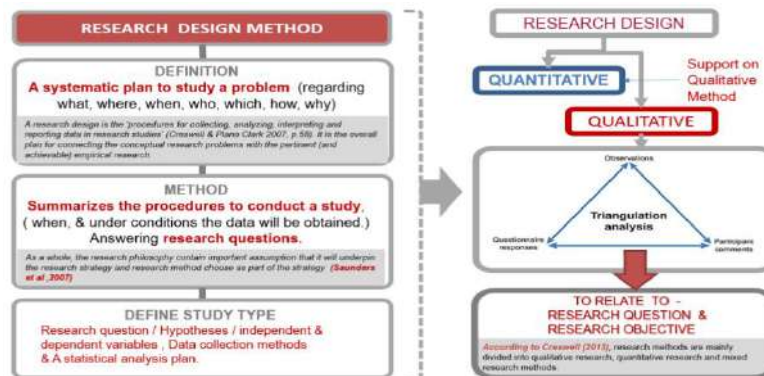 RESEARCH DESIGN METHOD
DEFINITION
A systematic plan to study a problem (regarding
what, where, when, who, which, how, why)
A research design is the 'procedures for collecting, analyzing, interpreting and
reporting data in research studies' (Creswell & Plano Clark 2007, p.58). It is the overall
plan for connecting the conceptual research problems with the pertinent (and
achievable) empirical research.
METHOD
Summarizes the procedures to conduct a study,
( when, & under conditions the data will be obtained.)
Answering research questions.
As a whole, the research philosophy contain important assumption that it will underpin
the research strategy and research method choose as part of the strategy (Saunders
et al ,2007)
DEFINE STUDY TYPE
Research question / Hypotheses / independent &
dependent variables , Data collection methods
& A statistical analysis plan.
RESEARCH DESIGN
QUANTITATIVE
Support on
Qualitative
Method
QUALITATIVE
Observations
Triangulation
analysis
Questionnaire
responses
Participant
comments
TO RELATE TO -
RESEARCH QUESTION &
RESEARCH OBJECTIVE
According to Creswell (2013), research methods are mainly
divided into qualitative research, quantitative research and mixed
research methods